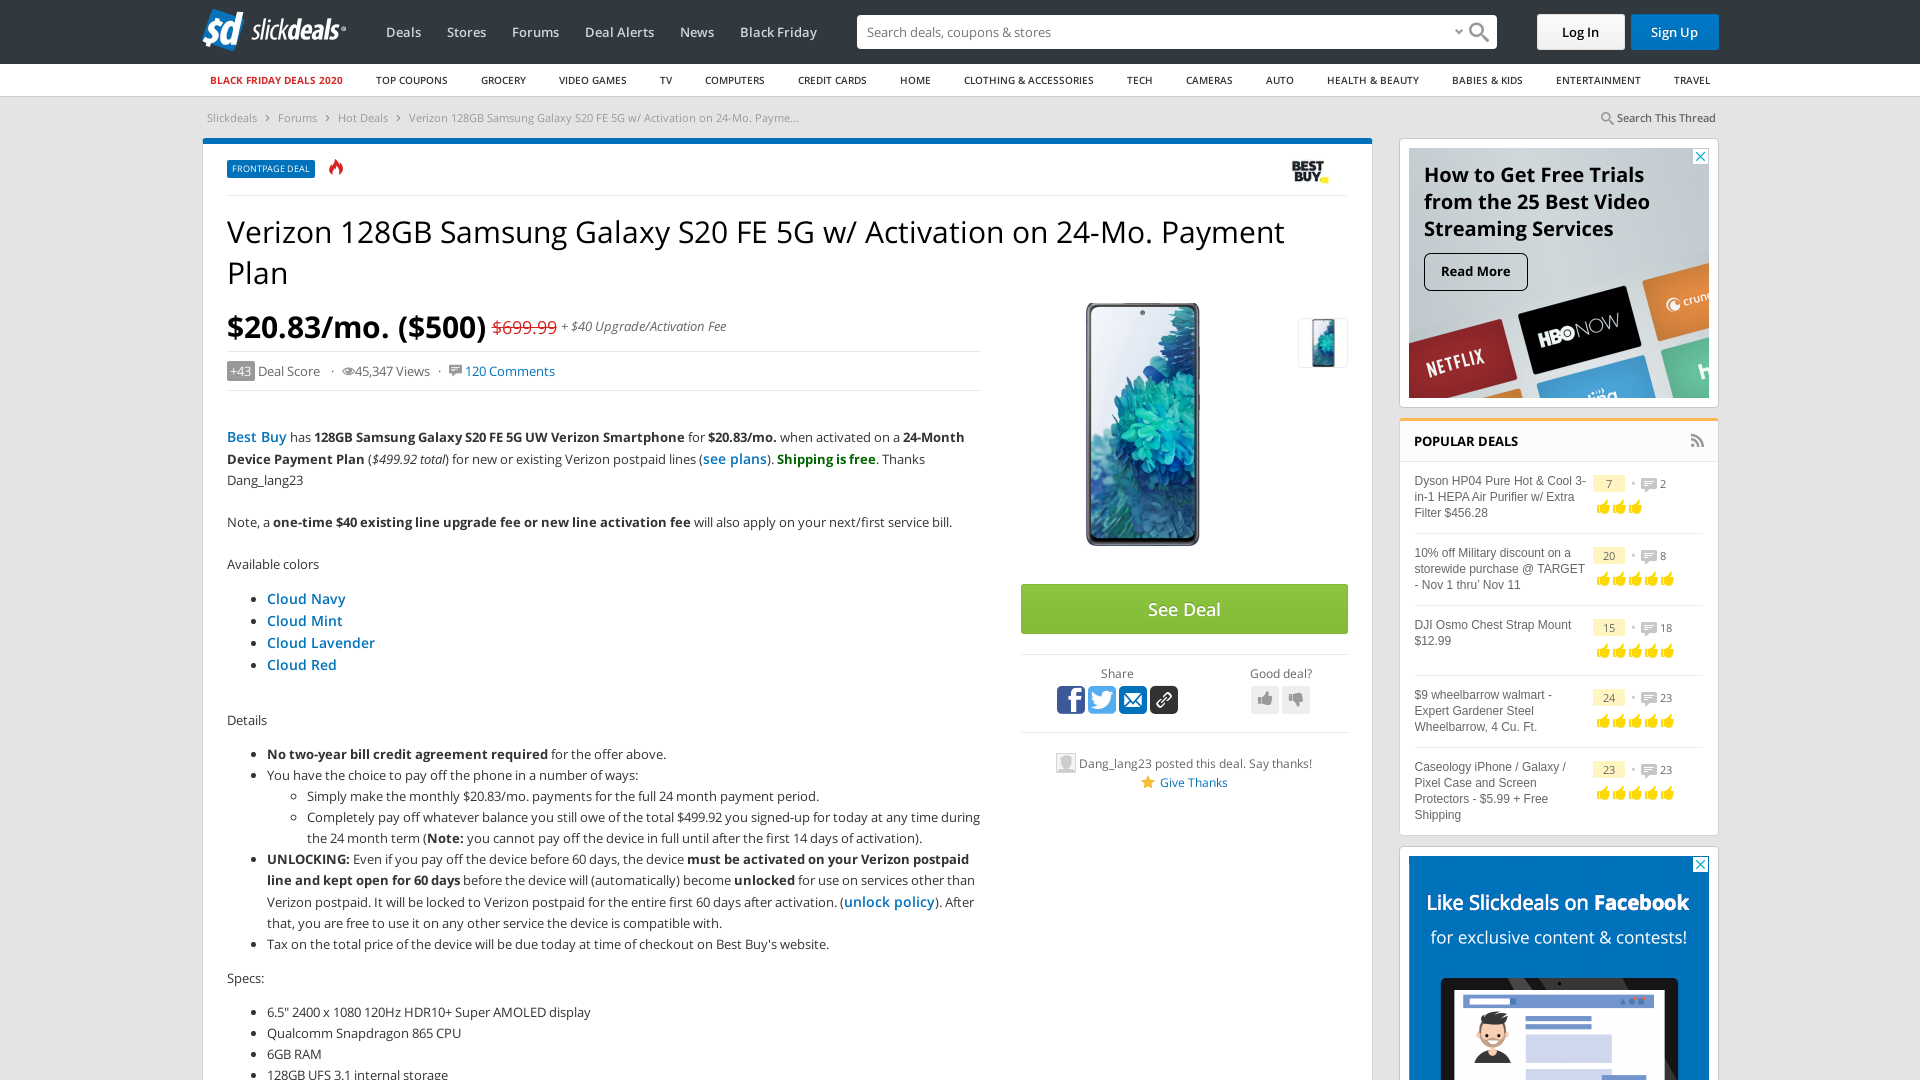 sd slickdeals
Deals
Stores
Forums
Deal Alerts
News
Black Friday
Search deals, coupons & stores
Log In
Sign Up
BLACK FRIDAY DEALS 2020
TOP COUPONS
GROCERY
VIDEO GAMES
TV
COMPUTERS
CREDIT CARDS
HOME
CLOTHING & ACCESSORIES
TECH
CAMERAS
AUTO
HEALTH & BEAUTY
BABIES & KIDS
ENTERTAINMENT
TRAVEL
Slickdeals › Forums › Hot Deals › Verizon 128GB Samsung Galaxy S20 FE 5G w/ Activation on 24-Mo. Payme...
Search This Thread
FRONTPAGE DEAL
BEST
BUY
Verizon 128GB Samsung Galaxy S20 FE 5G w/ Activation on 24-Mo. Payment
Plan
$20.83/mo. ($500) $699.99 + $40 Upgrade/Activation Fee
+43 Deal Score · 45,347 Views · 120 Comments
Best Buy has 128GB Samsung Galaxy S20 FE 5G UW Verizon Smartphone for $20.83/mo. when activated on a 24-Month
Device Payment Plan ($499.92 total) for new or existing Verizon postpaid lines (see plans). Shipping is free. Thanks
Dang_lang23
Note, a one-time $40 existing line upgrade fee or new line activation fee will also apply on your next/first service bill.
Available colors
Cloud Navy
Cloud Mint
Cloud Lavender
Cloud Red
Details
No two-year bill credit agreement required for the offer above.
You have the choice to pay off the phone in a number of ways:
Simply make the monthly $20.83/mo. payments for the full 24 month payment period.
Completely pay off whatever balance you still owe of the total $499.92 you signed-up for today at any time during
the 24 month term (Note: you cannot pay off the device in full until after the first 14 days of activation).
UNLOCKING: Even if you pay off the device before 60 days, the device must be activated on your Verizon postpaid
line and kept open for 60 days before the device will (automatically) become unlocked for use on services other than
Verizon postpaid. It will be locked to Verizon postpaid for the entire first 60 days after activation. (unlock policy). After
that, you are free to use it on any other service the device is compatible with.
Tax on the total price of the device will be due today at time of checkout on Best Buy's website.
Specs:
6.5" 2400 x 1080 120Hz HDR10+ Super AMOLED display
Qualcomm Snapdragon 865 CPU
6GB RAM
128GB UFS 3.1 internal storage
See Deal
Share
Good deal?
Dang_lang23 posted this deal. Say thanks!
Give Thanks
How to Get Free Trials
from the 25 Best Video
Streaming Services
Read More
NETFLIX
HBO NOW
crun
POPULAR DEALS
Dyson HP04 Pure Hot & Cool 3-
in-1 HEPA Air Purifier w/ Extra
Filter $456.28
7 • 2
10% off Military discount on a
storewide purchase @ TARGET
- Nov 1 thru' Nov 11
20 • 8
DJI Osmo Chest Strap Mount
$12.99
15 • 18
$9 wheelbarrow walmart -
Expert Gardener Steel
Wheelbarrow, 4 Cu. Ft.
24 • 23
Caseology iPhone / Galaxy /
Pixel Case and Screen
Protectors - $5.99 + Free
Shipping
23 • 23
Like Slickdeals on Facebook
for exclusive content & contests!